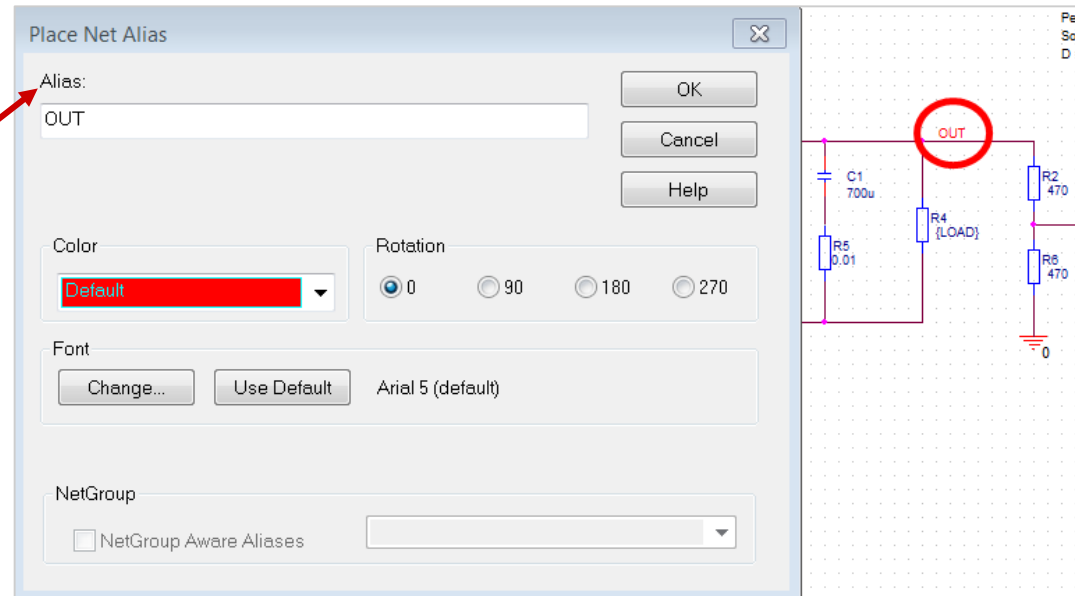 Place Net Alias
Alias:
OUT
OK
Cancel
Help
Color
Default
Rotation
0
90
180
270
Font
Change...
Use Default
Arial 5 (default)
NetGroup
NetGroup Aware Aliases
Pe
So
D
OUT
C1
700u
R2
470
R4
{LOAD}
R5
0.01
R6
470
0